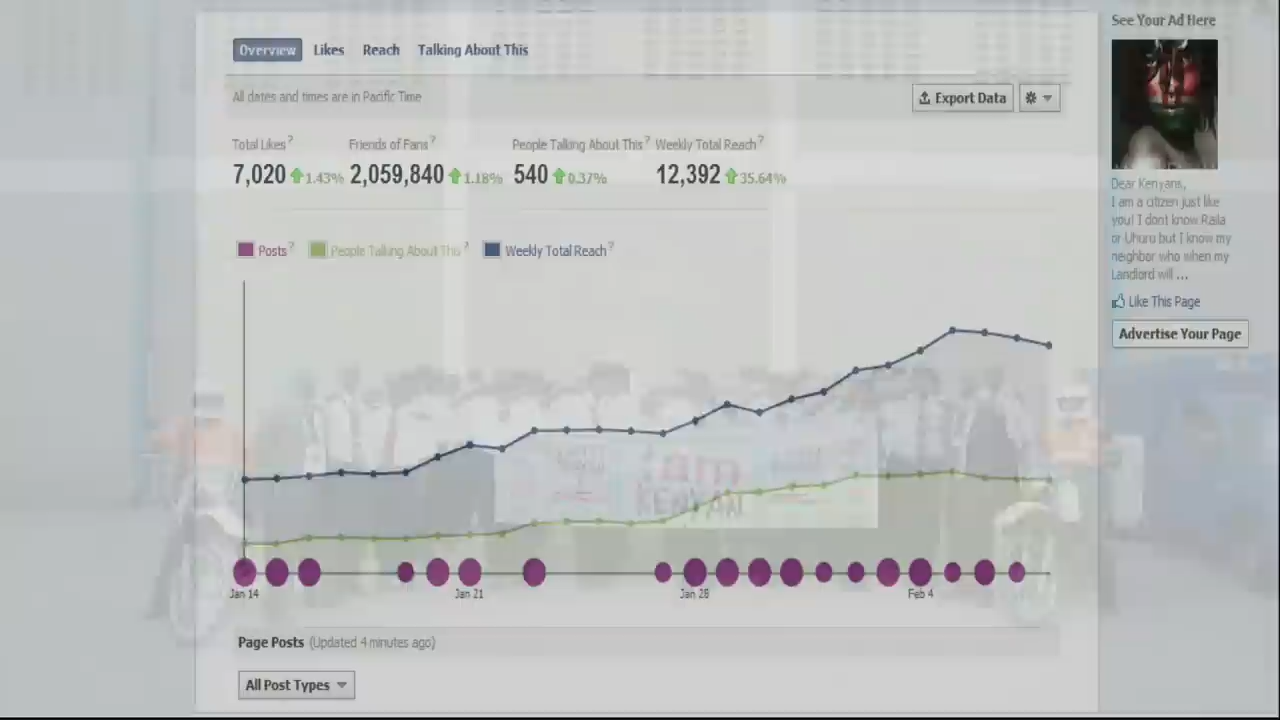 Overview Likes Reach Talking About This
All dates and times are in Pacific Time
Export Data
Total Likes? Friends of Fans? People Talking About This? Weekly Total Reach?
7,020 1.43% 2,059,840 1.18% 540 0.37% 12,392 35.64%
Posts? People Talking About This? Weekly Total Reach?
Jan 14 Jan 21 Jan 28 Feb 4
Page Posts (Updated 4 minutes ago)
All Post Types
See Your Ad Here
Dear Kenyans,
I am a citizen just like
you! I dont know Raila
or Uhuru but I know my
neighbor who when my
Landlord will ...
Like This Page
Advertise Your Page
I am
KENYAN